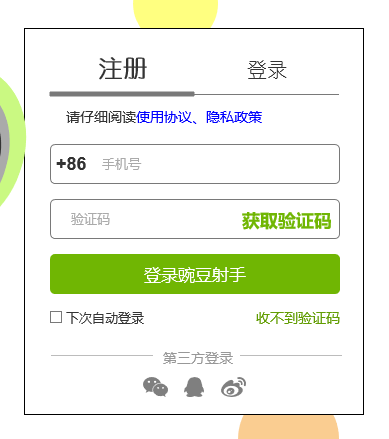 注册 登录
请仔细阅读使用协议、隐私政策
+86 手机号
验证码 获取验证码
登录豌豆射手
下次自动登录 收不到验证码
第三方登录